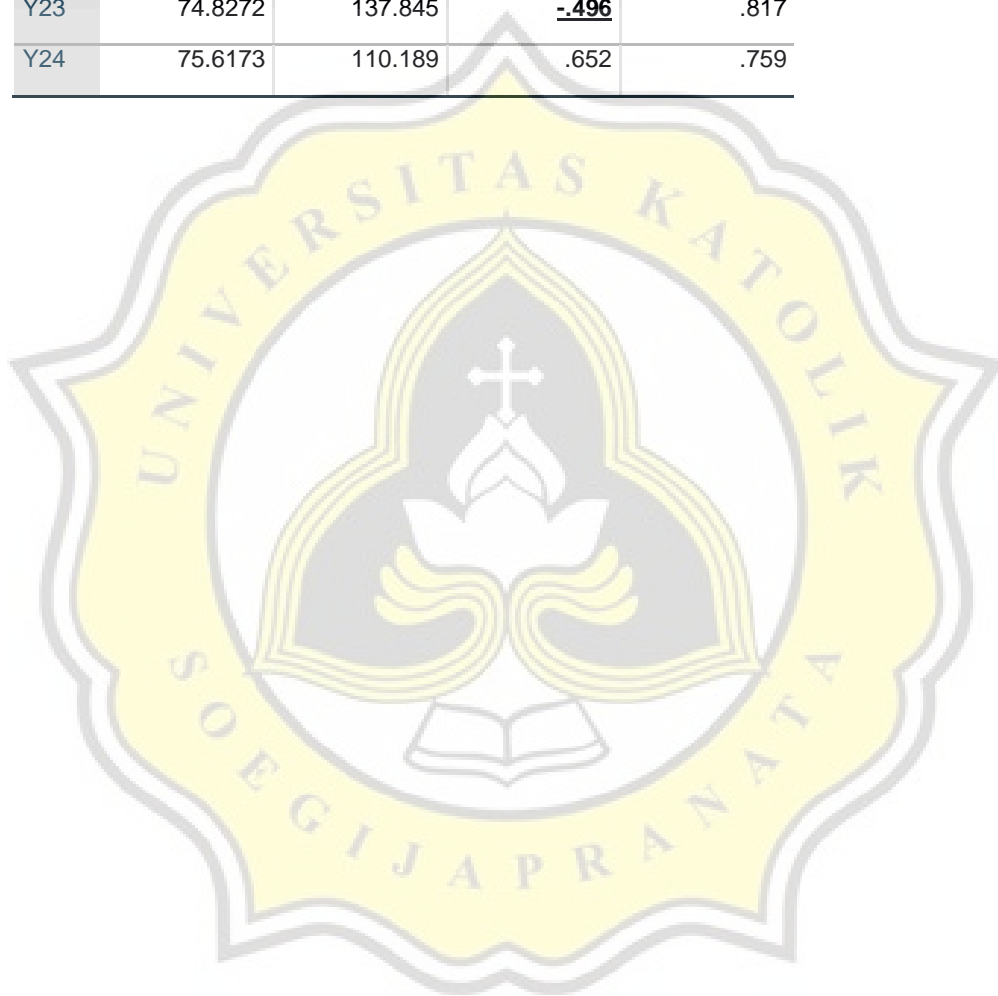 Y23 74.8272 137.845 -.496 .817
Y24 75.6173 110.189 .652 .759
UNIVERSITAS KATOLIK
SOEGIJAPRANATA